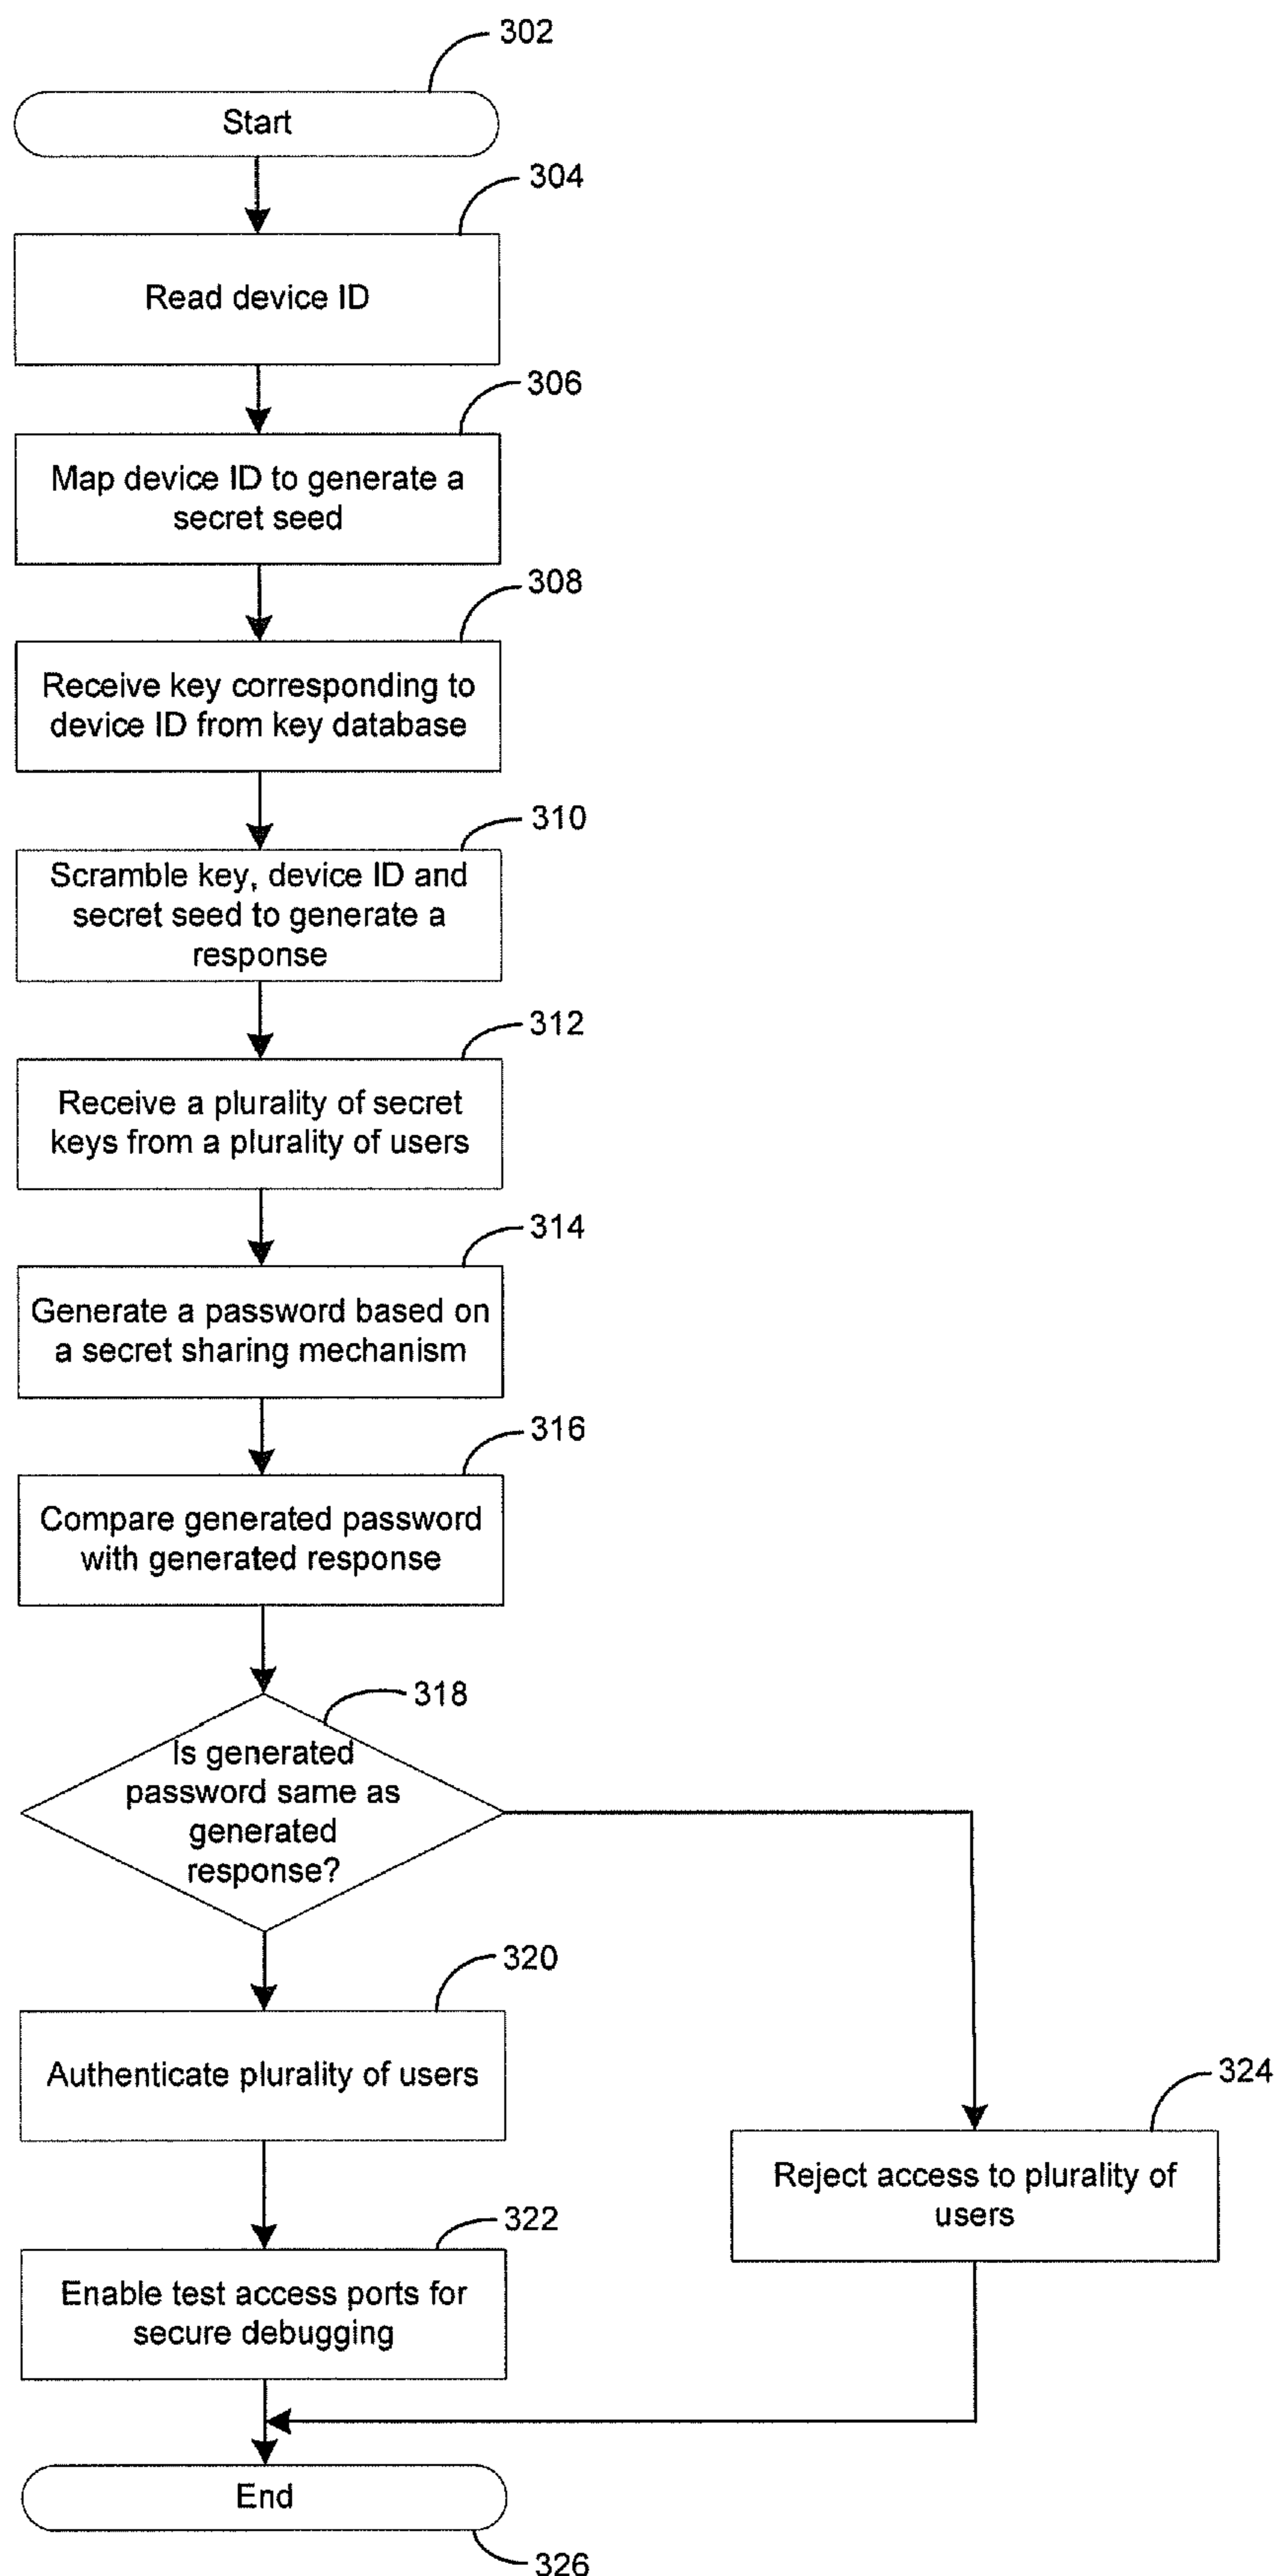 302
Start
304
Read device ID
306
Map device ID to generate a
secret seed
308
Receive key corresponding to
device ID from key database
310
Scramble key, device ID and
secret seed to generate a
response
312
Receive a plurality of secret
keys from a plurality of users
314
Generate a password based on
a secret sharing mechanism
316
Compare generated password
with generated response
318
Is generated
password same as
generated
response?
320
Authenticate plurality of users
324
Reject access to plurality of
users
322
Enable test access ports for
secure debugging
End
326